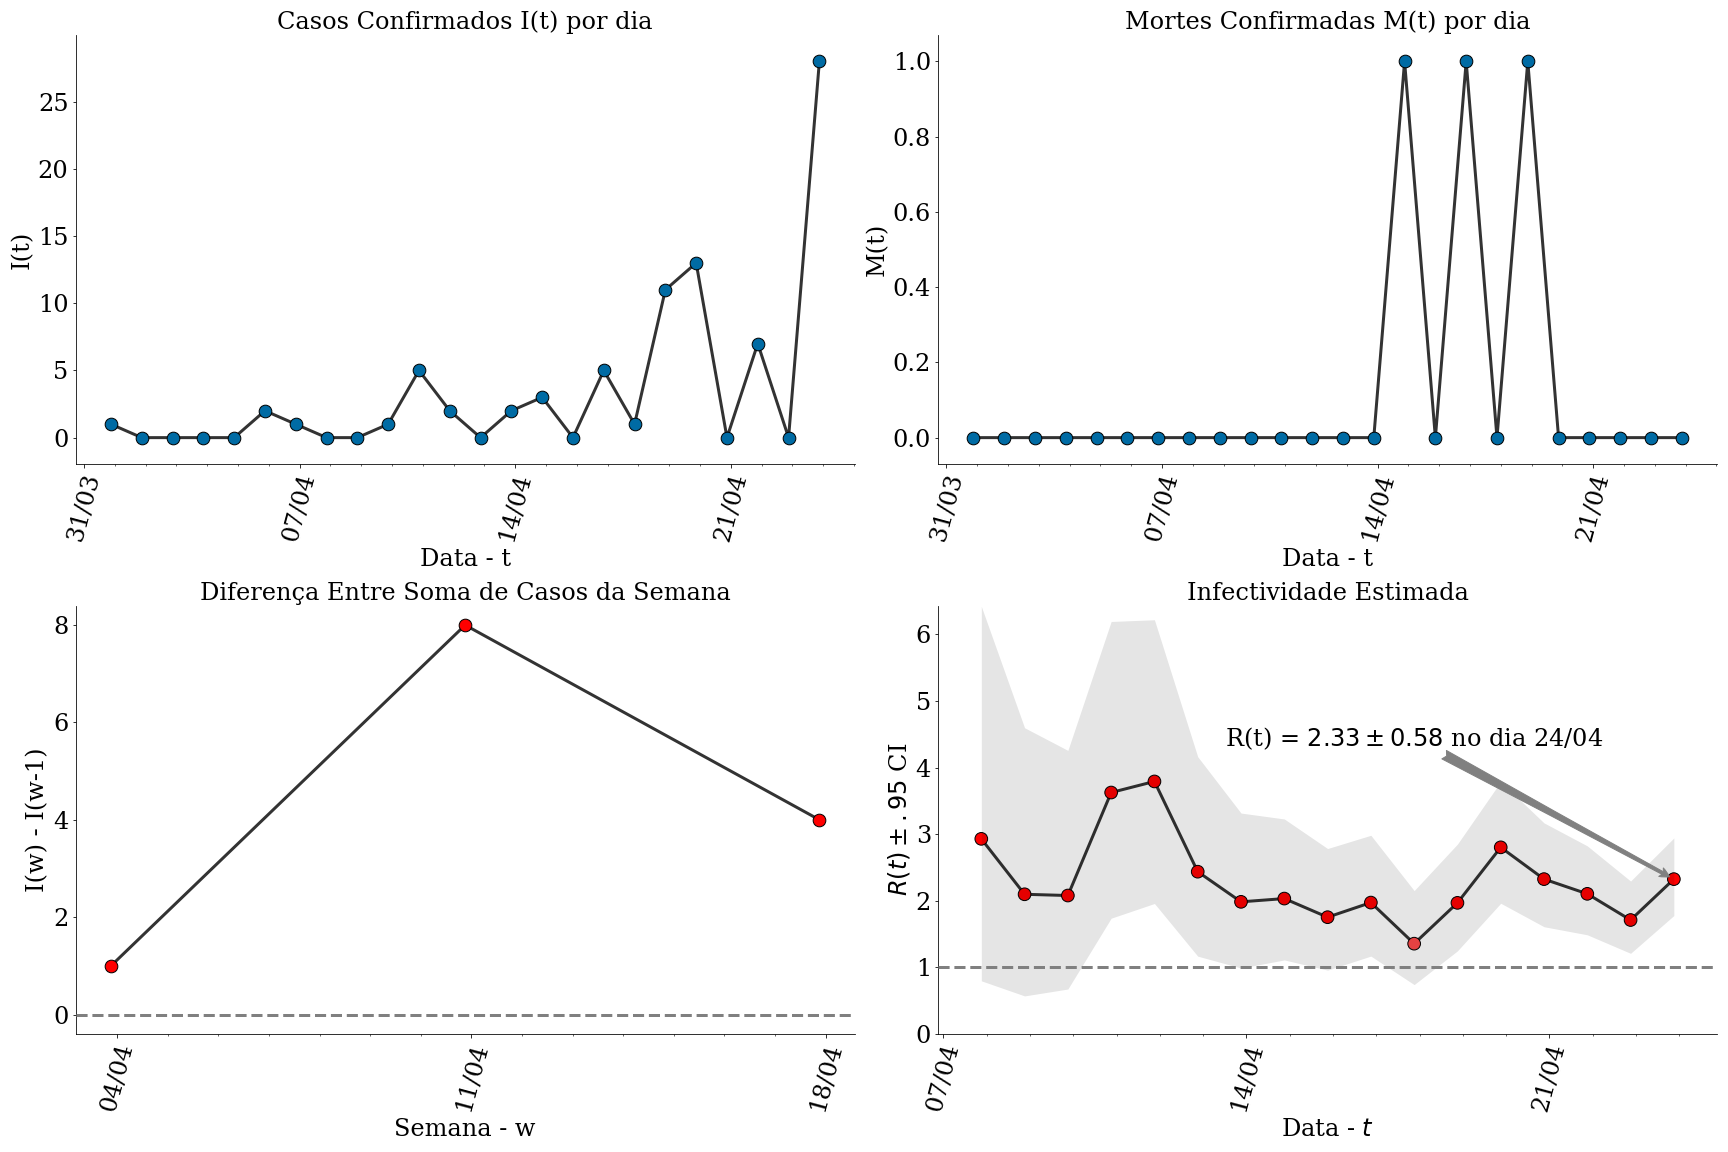 Casos Confirmados I(t) por dia
I(t)
25
20
15
10
5
0
31/03
07/04
14/04
21/04
Data - t
Mortes Confirmadas M(t) por dia
M(t)
1.0
0.8
0.6
0.4
0.2
0.0
31/03
07/04
14/04
21/04
Data - t
Diferença Entre Soma de Casos da Semana
I(w) - I(w-1)
8
6
4
2
0
04/04
11/04
18/04
Semana - w
Infectividade Estimada
R(t) ± .95 CI
6
5
4
3
2
1
0
R(t) = 2.33 ± 0.58 no dia 24/04
07/04
14/04
21/04
Data - t